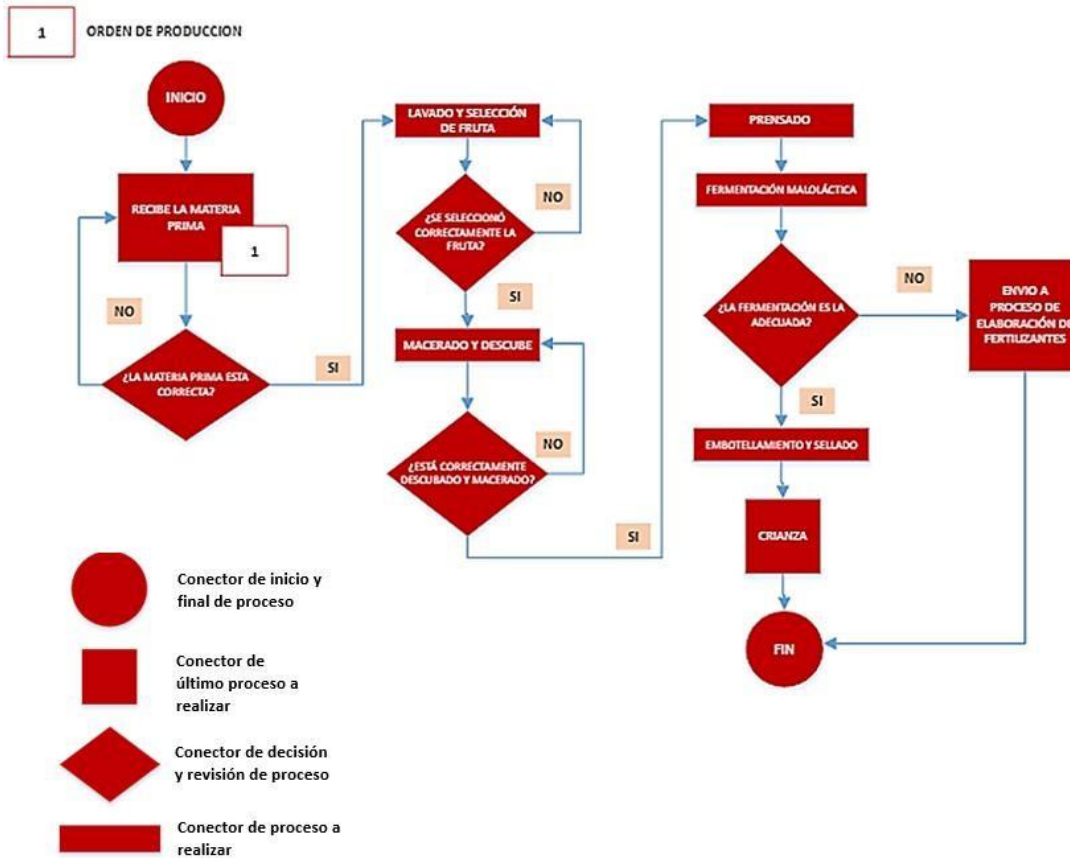 1
ORDEN DE PRODUCCION
INICIO
RECIBE LA MATERIA
PRIMA
1
NO
¿LA MATERIA PRIMA ESTA
CORRECTA?
SI
LAVADO Y SELECCIÓN
DE FRUTA
NO
¿SE SELECCIONÓ
CORRECTAMENTE LA
FRUTA?
SI
MACERADO Y DESCUBE
NO
¿ESTÁ CORRECTAMENTE
DESCUBADO Y MACERADO?
SI
PRENSADO
FERMENTACIÓN MALOLÁCTICA
¿LA FERMENTACIÓN ES LA
ADECUADA?
NO
ENVIO A
PROCESO DE
ELABORACIÓN DE
FERTILIZANTES
SI
EMBOTELLAMIENTO Y SELLADO
CRIANZA
FIN
Conector de inicio y
final de proceso
Conector de
último proceso a
realizar
Conector de decisión
y revisión de proceso
Conector de proceso a
realizar